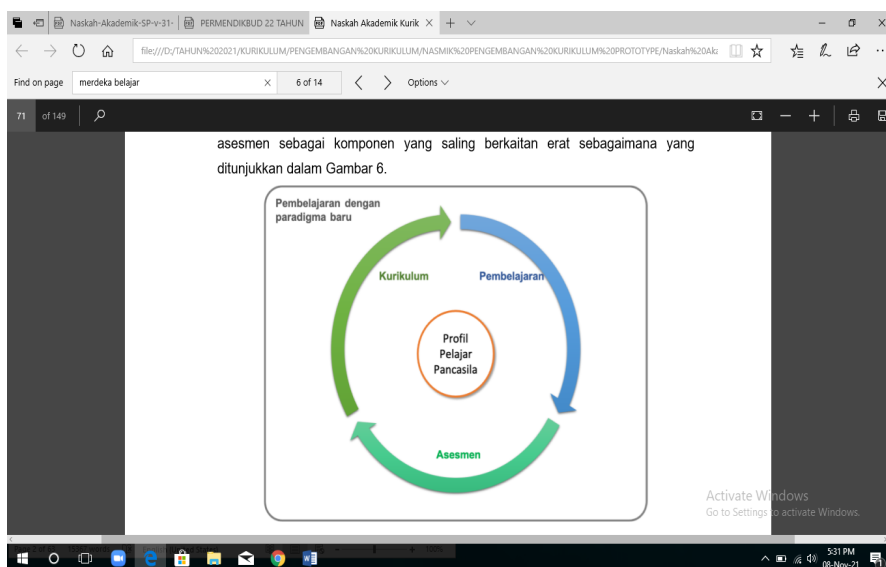 Naskah-Akademik-SP-v-31-
PERMENDIKBUD 22 TAHUN
Naskah Akademik Kurik
file:///D:/TAHUN%202021/KURIKULUM/PENGEMBANGAN%20KURIKULUM/NASMIK%20PENGEMBANGAN%20KURIKULUM%20PROTOTYPE/Naskah%20Aka
Find on page
merdeka belajar
6 of 14
Options
71 of 149
asesmen sebagai komponen yang saling berkaitan erat sebagaimana yang
ditunjukkan dalam Gambar 6.
Pembelajaran dengan
paradigma baru
Kurikulum
Pembelajaran
Profil
Pelajar
Pancasila
Asesmen
Activate Windows
Go to Settings to activate Windows.
100%
5:31 PM
08-Nov-21